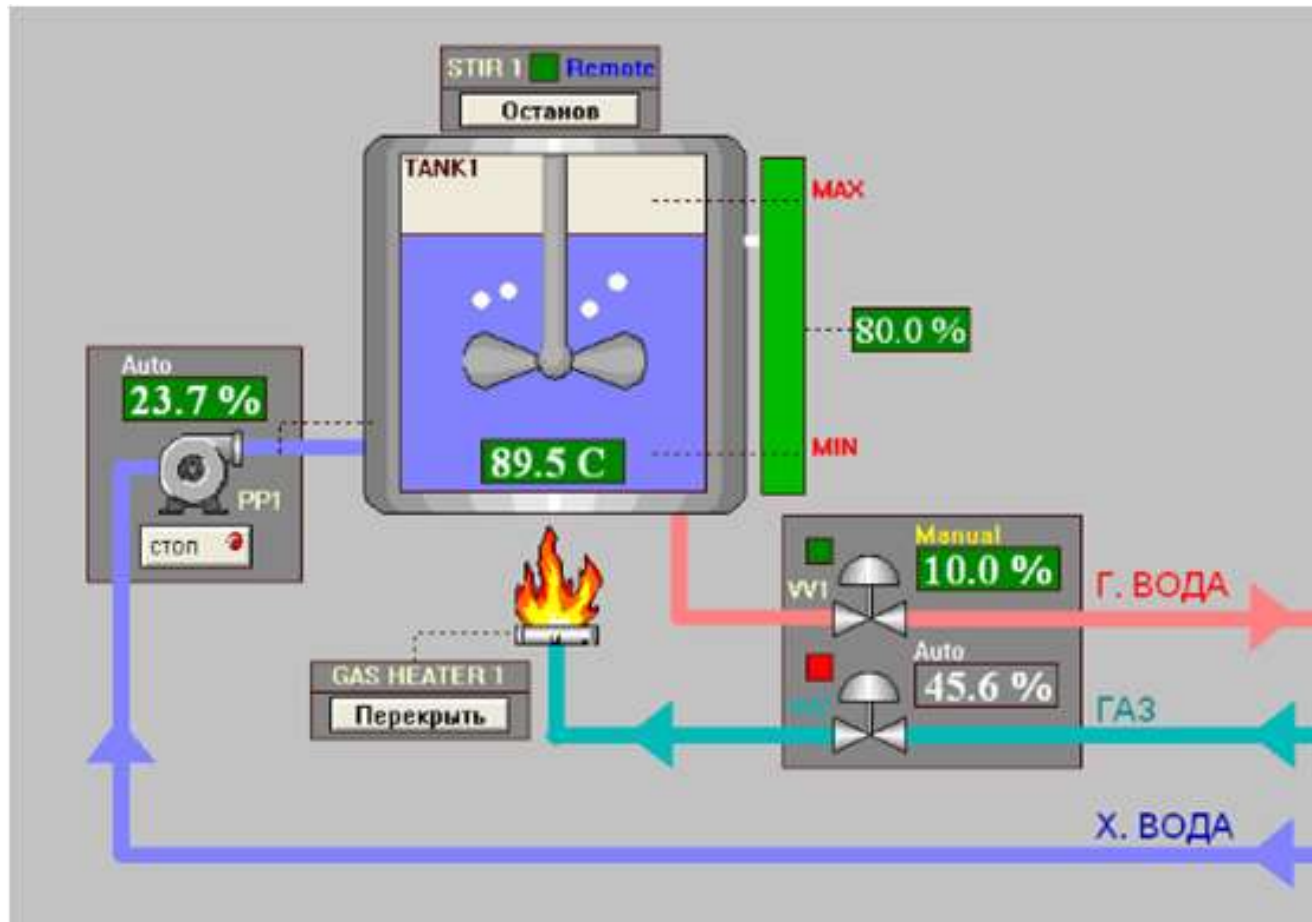 STIR 1 Remote
Останов
TANK1
MAX
80.0 %
Auto
23.7 %
89.5 C
MIN
PP1
стоп
Manual
10.0 %
VV1
Г. ВОДА
Auto
45.6 %
GAS HEATER 1
Перекрыть
ГАЗ
Х. ВОДА